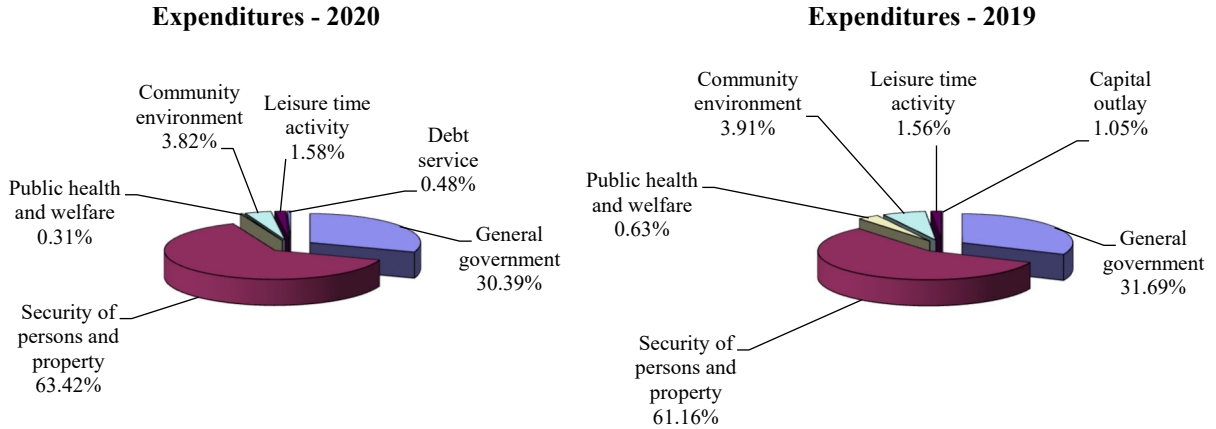 Expenditures - 2020
Community
environment
3.82%
Leisure time
activity
1.58%
Debt
service
0.48%
Public health
and welfare
0.31%
General
government
30.39%
Security of
persons and
property
63.42%
Expenditures - 2019
Community
environment
3.91%
Leisure time
activity
1.56%
Capital
outlay
1.05%
Public health
and welfare
0.63%
General
government
31.69%
Security of
persons and
property
61.16%